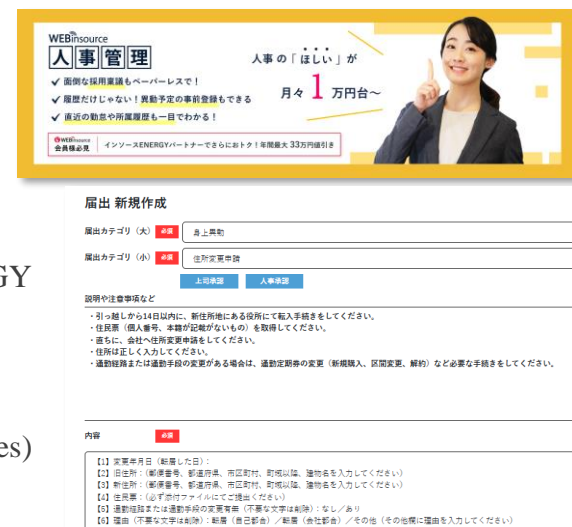 WEBinsource
人事管理
✓ 面倒な採用稟議もペーパーレスで！
✓ 履歴だけじゃない！異動予定の事前登録もできる
✓ 直近の勤怠や所属履歴も一目でわかる！
人事の「ほしい」が
月々1万円台～
WEBinsource
会員様必見
インソースENERGYパートナーでさらにおトク！年間最大 33万円値引き
届出 新規作成
届出カテゴリ（大） 必須 身上異動
届出カテゴリ（小） 必須 住所変更申請
上司承認 人事承認
GY
説明や注意事項など
・引っ越しから14日以内に、新住所地にある役所にて転入手続きをしてください。
・住民票（個人番号、本籍が記載がないもの）を取得してください。
・直ちに、会社へ住所変更申請をしてください。
・住所は正しく入力してください。
・通勤経路または通勤手段の変更がある場合は、通勤定期券の変更（新規購入、区間変更、解約）など必要な手続きをしてください。
es)
内容 必須
【1】変更年月日（転居した日）：
【2】旧住所：（郵便番号、都道府県、市区町村、町域以降、建物名を入力してください）
【3】新住所：（郵便番号、都道府県、市区町村、町域以降、建物名を入力してください）
【4】住民票：（必ず添付ファイルにてご提出ください）
【5】通勤経路または通勤手段の変更有無（不要な文字は削除）：なし／あり
【6】理由（不要な文字は削除）：転居（自己都合）／転居（会社都合）／その他（その他欄に理由を入力してください）